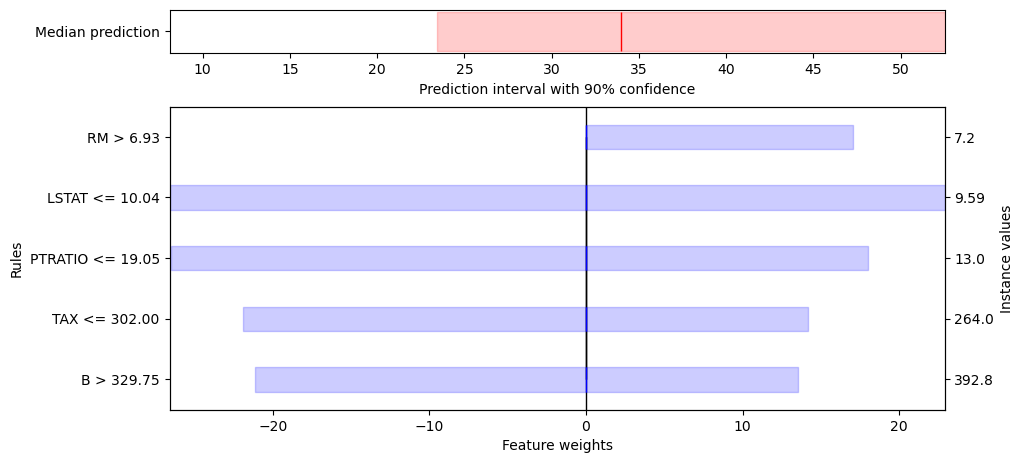 Median prediction
10 15 20 25 30 35 40 45 50
Prediction interval with 90% confidence
RM > 6.93 7.2
LSTAT <= 10.04 9.59
PTRATIO <= 19.05 13.0
TAX <= 302.00 264.0
B > 329.75 392.8
Rules
Instance values
−20 −10 0 10 20
Feature weights